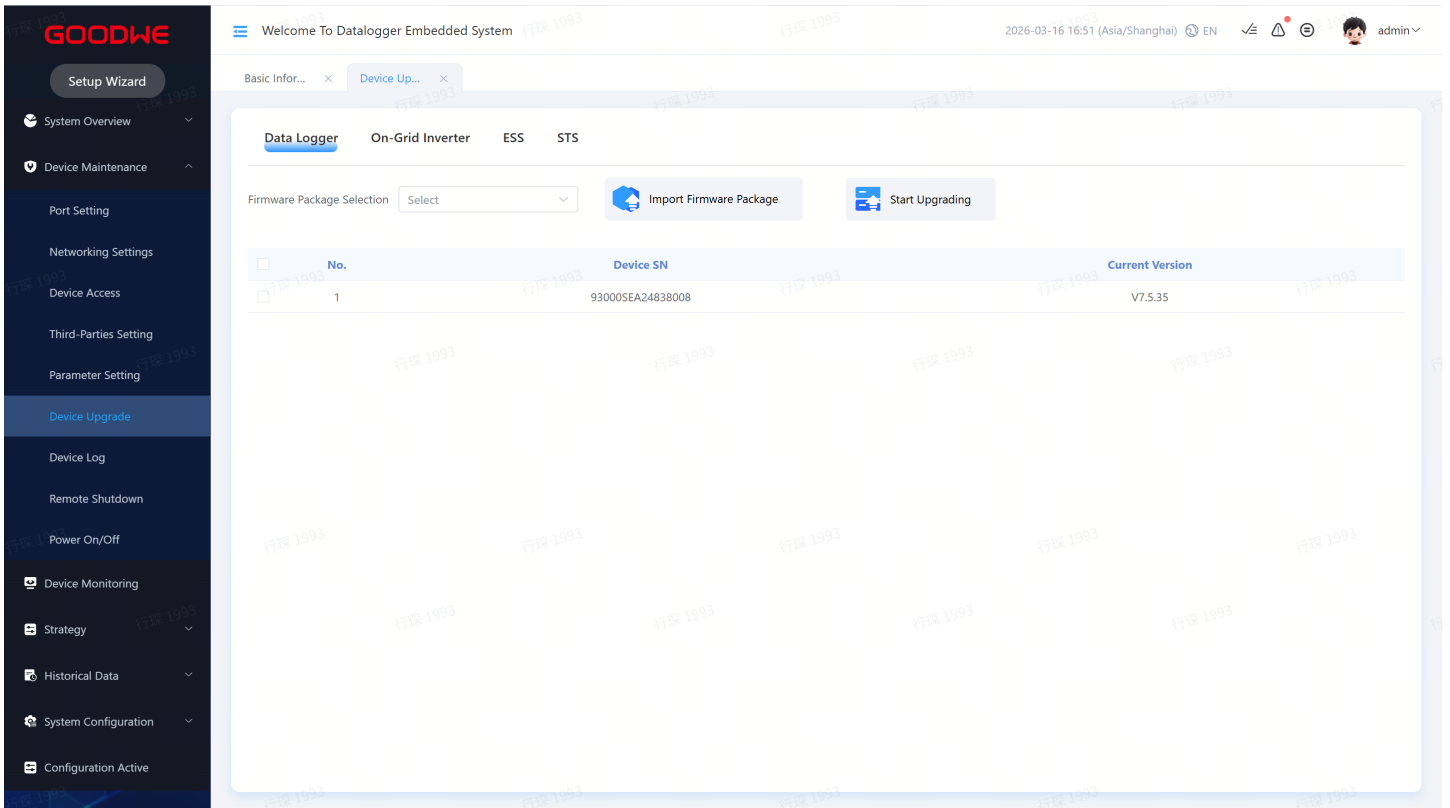 GOODWE
Welcome To Datalogger Embedded System
2026-03-16 16:51 (Asia/Shanghai)
EN
admin
Setup Wizard
System Overview
Device Maintenance
Port Setting
Networking Settings
Device Access
Third-Parties Setting
Parameter Setting
Device Upgrade
Device Log
Remote Shutdown
Power On/Off
Device Monitoring
Strategy
Historical Data
System Configuration
Configuration Active
Basic Infor...
Device Up...
Data Logger
On-Grid Inverter
ESS
STS
Firmware Package Selection
Select
Import Firmware Package
Start Upgrading
No.
Device SN
Current Version
1
93000SEA24838008
V7.5.35
行琛 1993